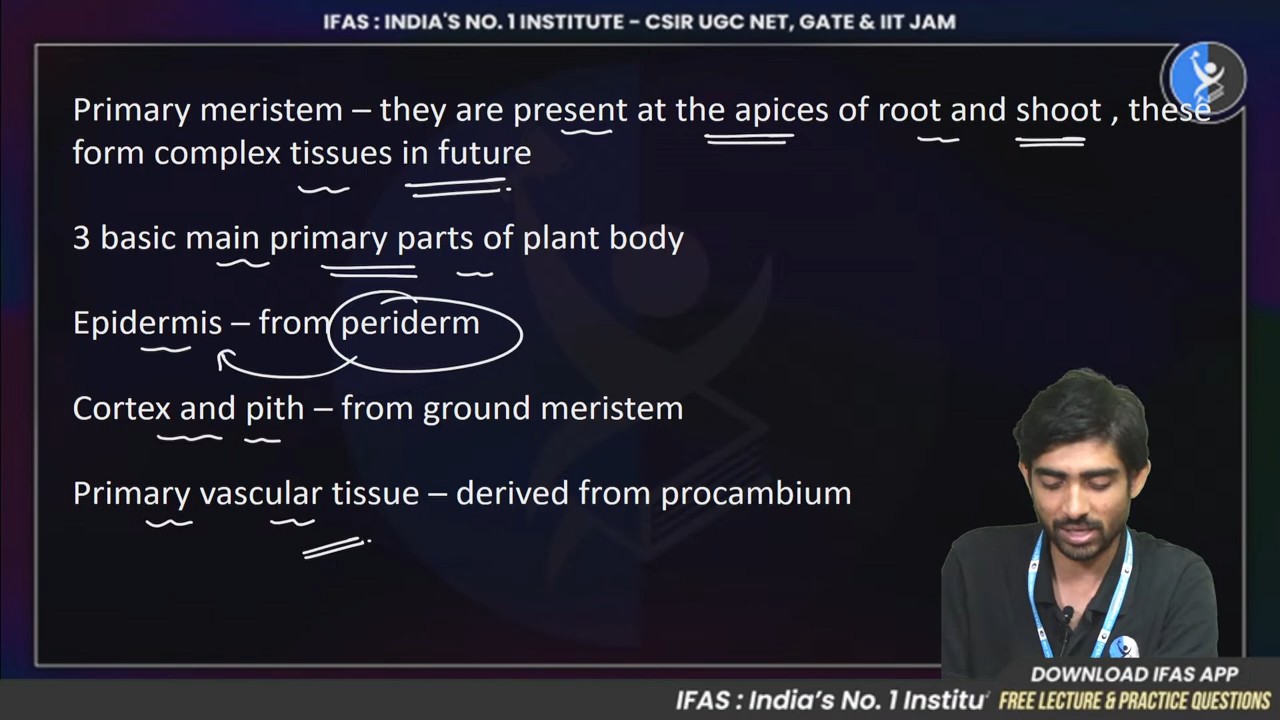 IFAS : INDIA'S NO. 1 INSTITUTE - CSIR UGC NET, GATE & IIT JAM
Primary meristem – they are present at the apices of root and shoot , these
form complex tissues in future
3 basic main primary parts of plant body
Epidermis – from periderm
Cortex and pith – from ground meristem
Primary vascular tissue – derived from procambium
DOWNLOAD IFAS APP
IFAS : India's No. 1 Institu
FREE LECTURE & PRACTICE QUESTIONS